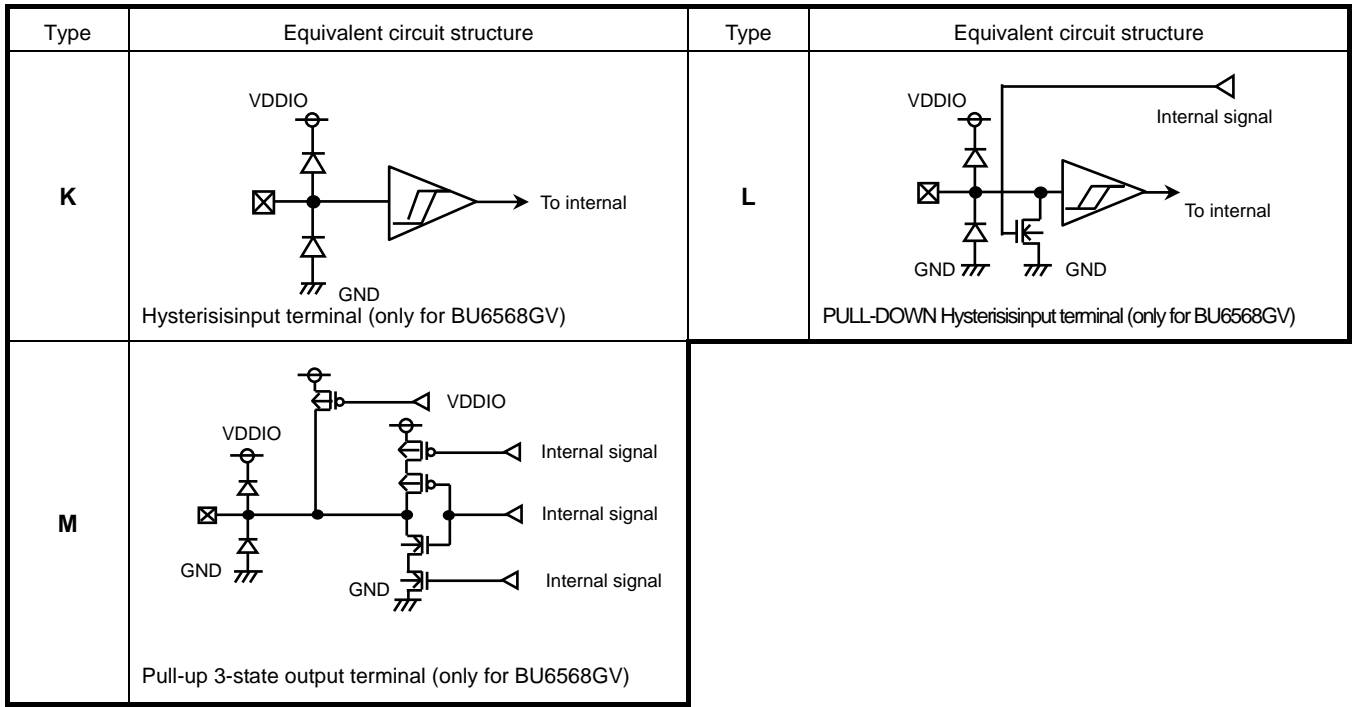 Type Equivalent circuit structure Type Equivalent circuit structure
K
VDDIO
To internal
GND
Hysterisisinput terminal (only for BU6568GV)
L
VDDIO
Internal signal
To internal
GND GND
PULL-DOWN Hysterisisinput terminal (only for BU6568GV)
M
VDDIO
VDDIO
Internal signal
Internal signal
GND
GND
Internal signal
Pull-up 3-state output terminal (only for BU6568GV)